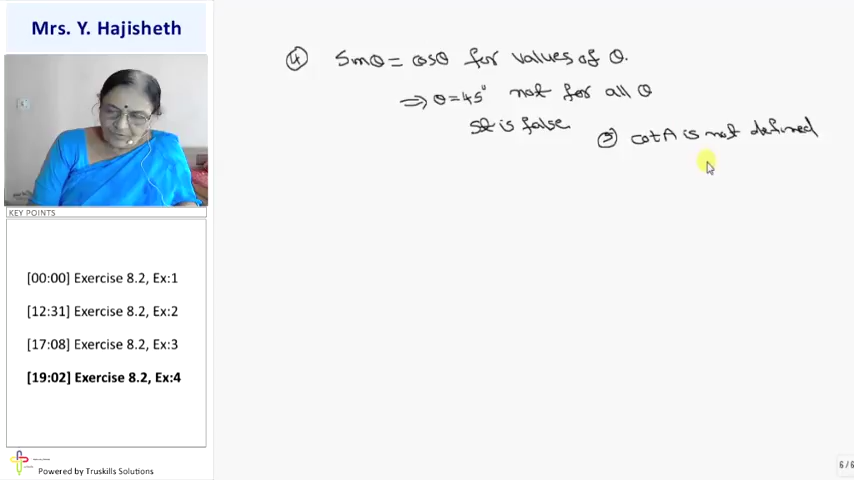 Mrs. Y. Hajisheth
KEY POINTS
[00:00] Exercise 8.2, Ex:1
[12:31] Exercise 8.2, Ex:2
[17:08] Exercise 8.2, Ex:3
[19:02] Exercise 8.2, Ex:4
Powered by Truskills Solutions
④ Sinθ = cosθ for values of θ.
⇒ θ = 45° not for all θ
St is false
⑤ cotA is not defined
6/6